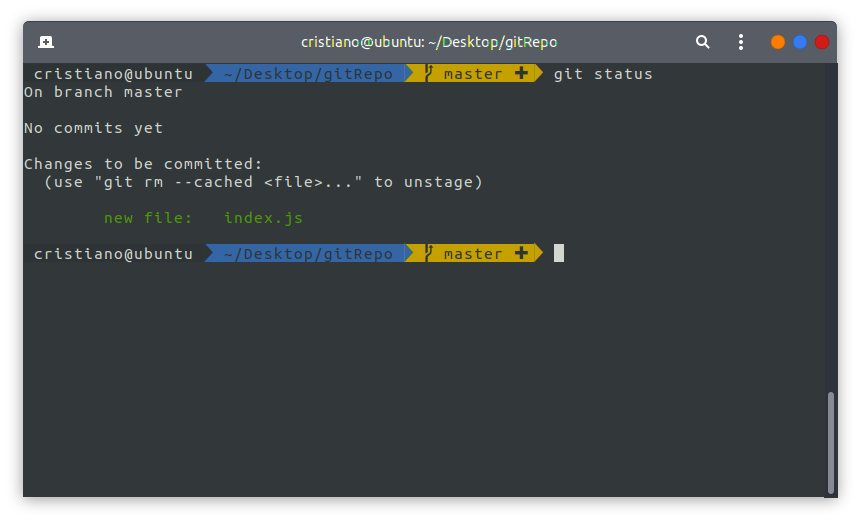 cristiano@ubuntu: ~/Desktop/gitRepo
cristiano@ubuntu ~/Desktop/gitRepo master ✚ git status
On branch master
No commits yet
Changes to be committed:
(use "git rm --cached <file>..." to unstage)
new file: index.js
cristiano@ubuntu ~/Desktop/gitRepo master ✚